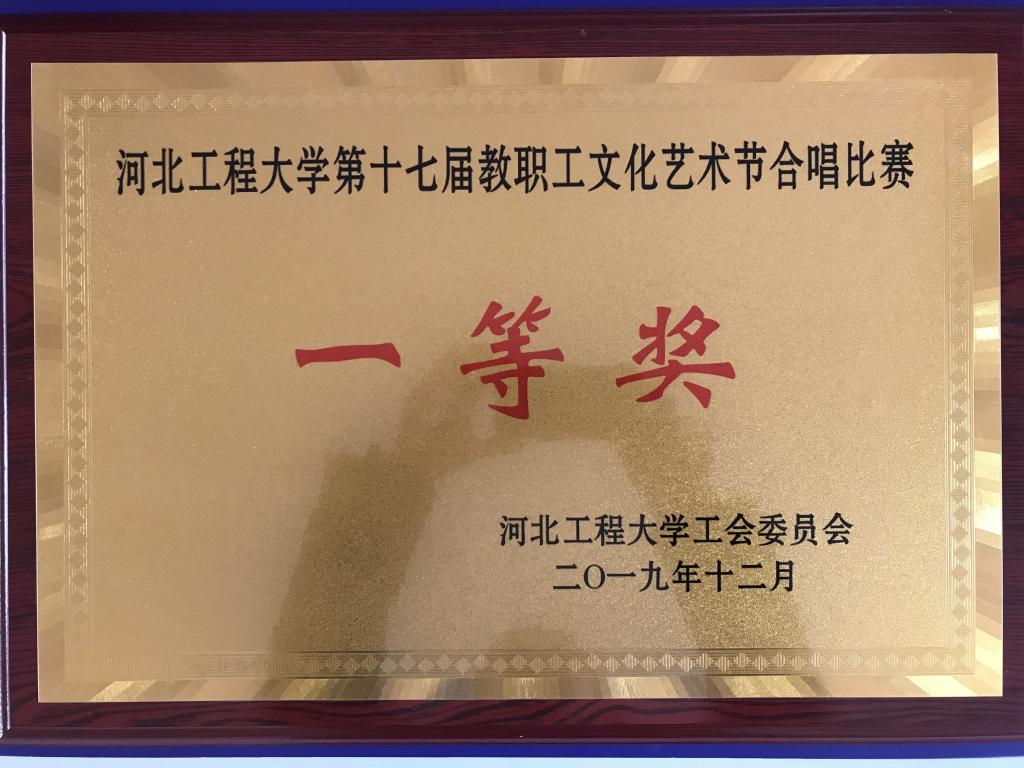 河北工程大学第十七届教职工文化艺术节合唱比赛
一等奖
河北工程大学工会委员会
二O一九年十二月